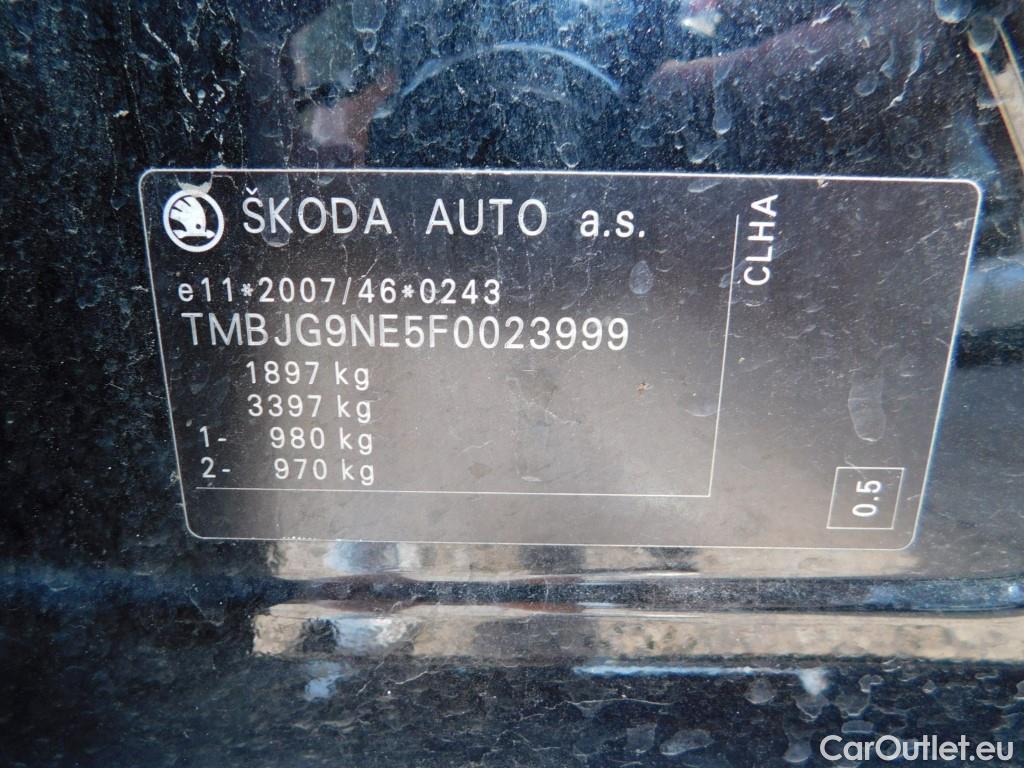 ŠKODA AUTO a.s.
e11*2007/46*0243
TMBJG9NE5F0023999
1897 kg
3397 kg
1- 980 kg
2- 970 kg
CLHA
0.5
CarOutlet.eu